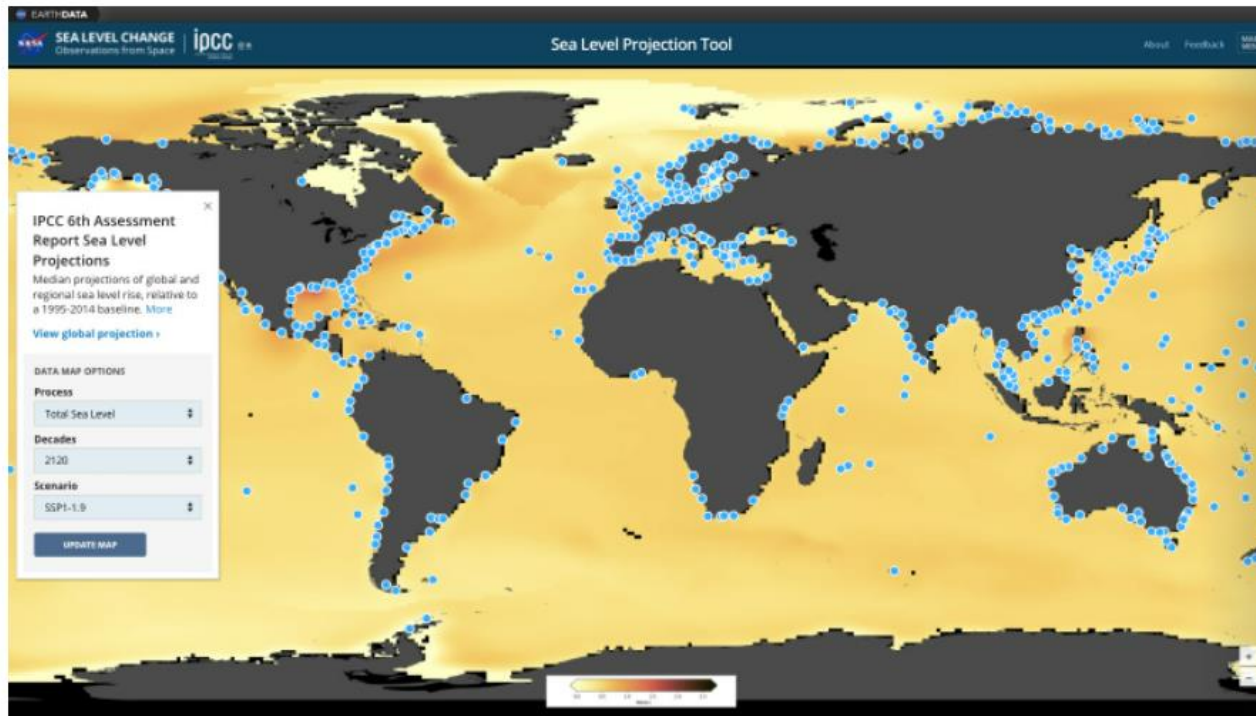 EARTHDATA
NASA
SEA LEVEL CHANGE
Observations from Space
ipcc
Sea Level Projection Tool
About
Feedback
×
IPCC 6th Assessment
Report Sea Level
Projections
Median projections of global and
regional sea level rise, relative to
a 1995-2014 baseline. More
View global projection ›
DATA MAP OPTIONS
Process
Total Sea Level
Decades
2120
Scenario
SSP1-1.9
UPDATE MAP
+
−